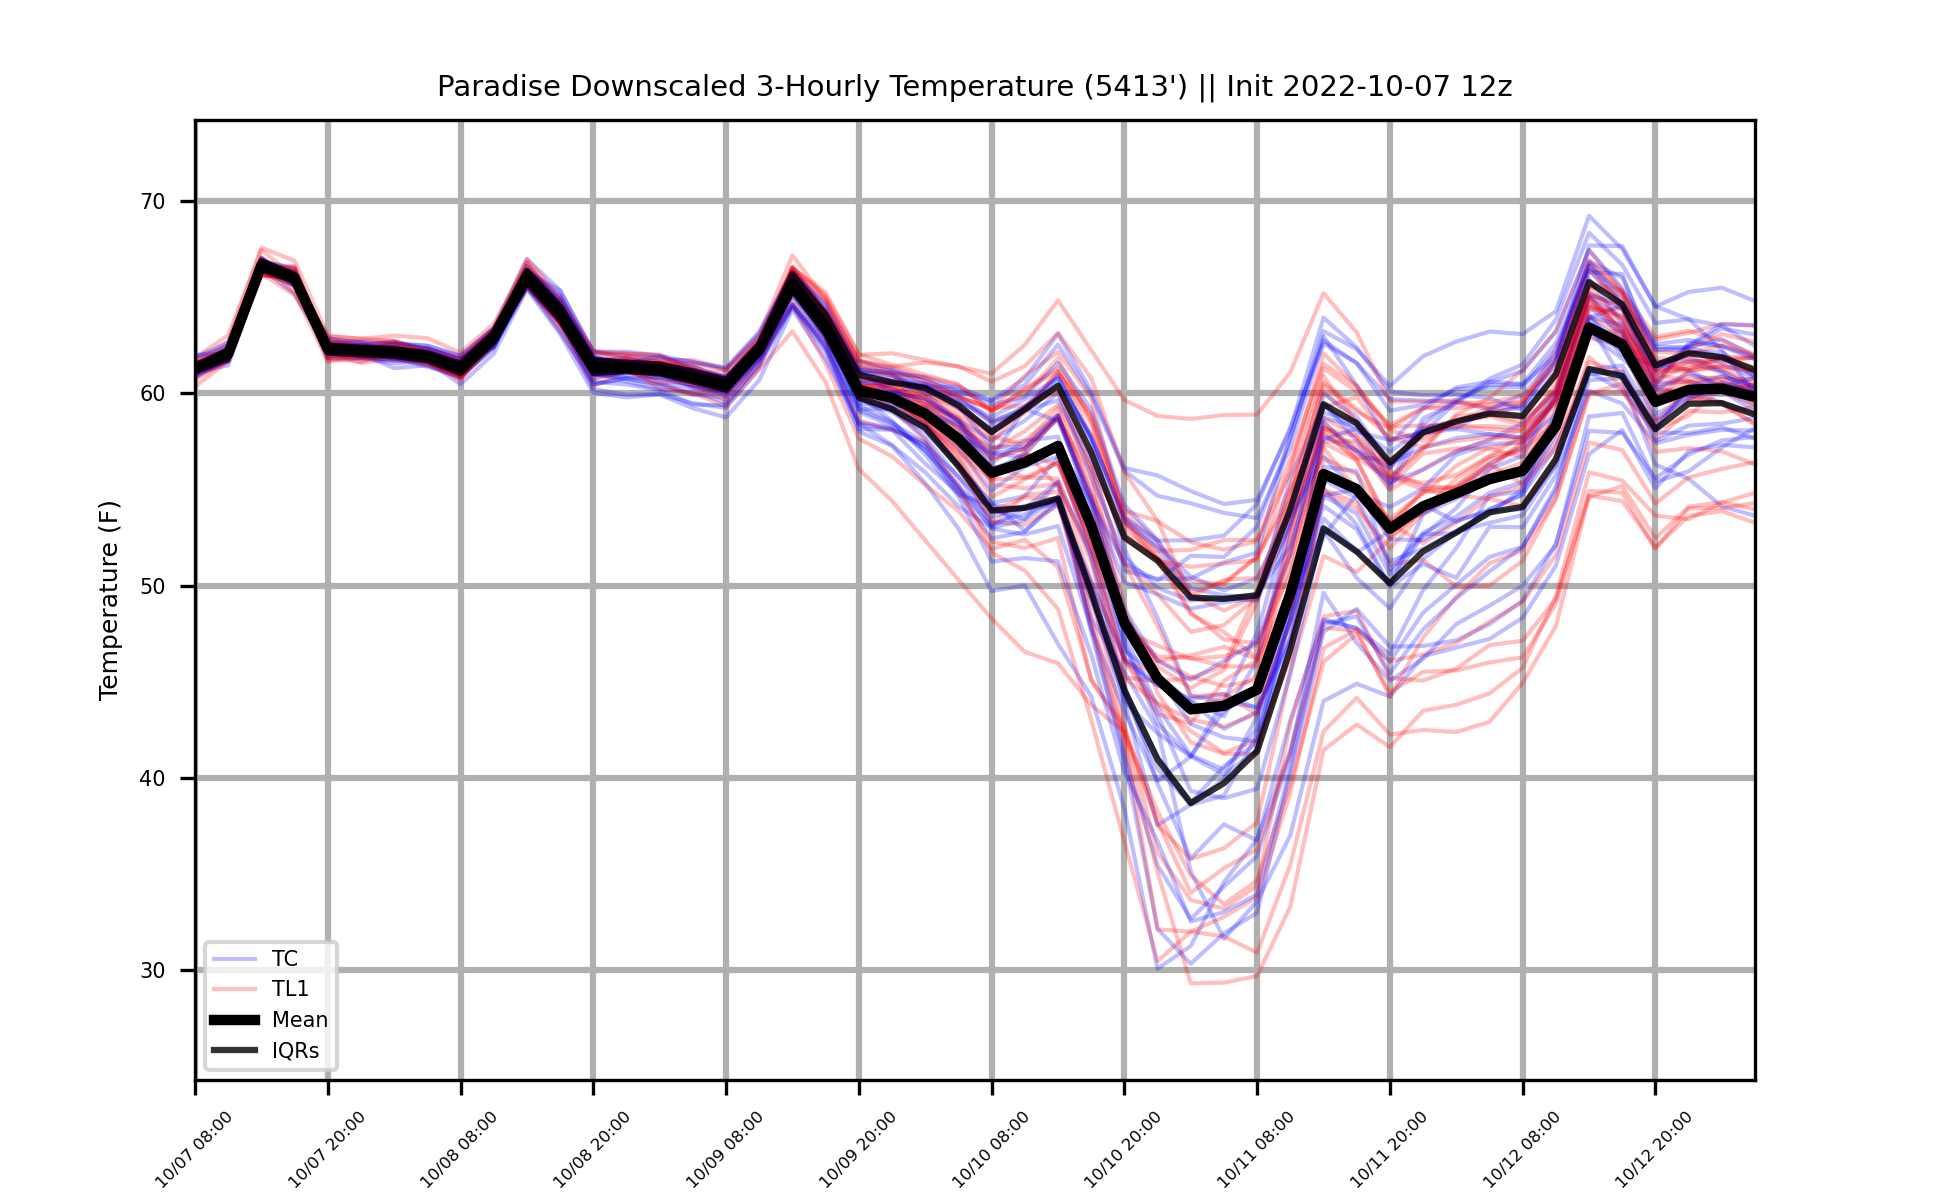 Paradise Downscaled 3-Hourly Temperature (5413') || Init 2022-10-07 12z
Temperature (F)
70
60
50
40
30
TC
TL1
Mean
IQRs
10/07 08:00
10/07 20:00
10/08 08:00
10/08 20:00
10/09 08:00
10/09 20:00
10/10 08:00
10/10 20:00
10/11 08:00
10/11 20:00
10/12 08:00
10/12 20:00